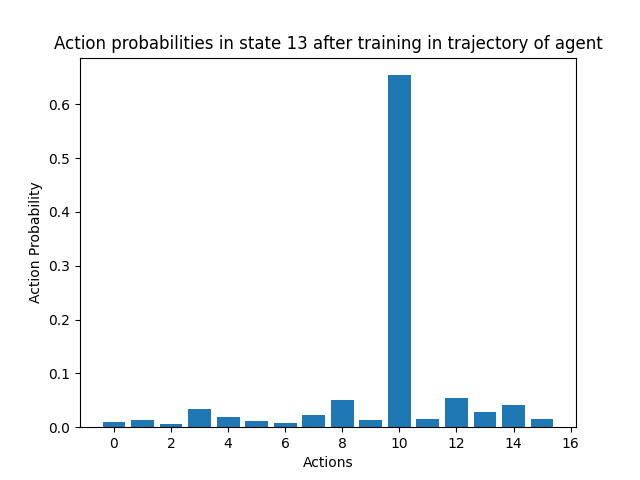 Action probabilities in state 13 after training in trajectory of agent
Action Probability
0.6
0.5
0.4
0.3
0.2
0.1
0.0
0 2 4 6 8 10 12 14 16
Actions